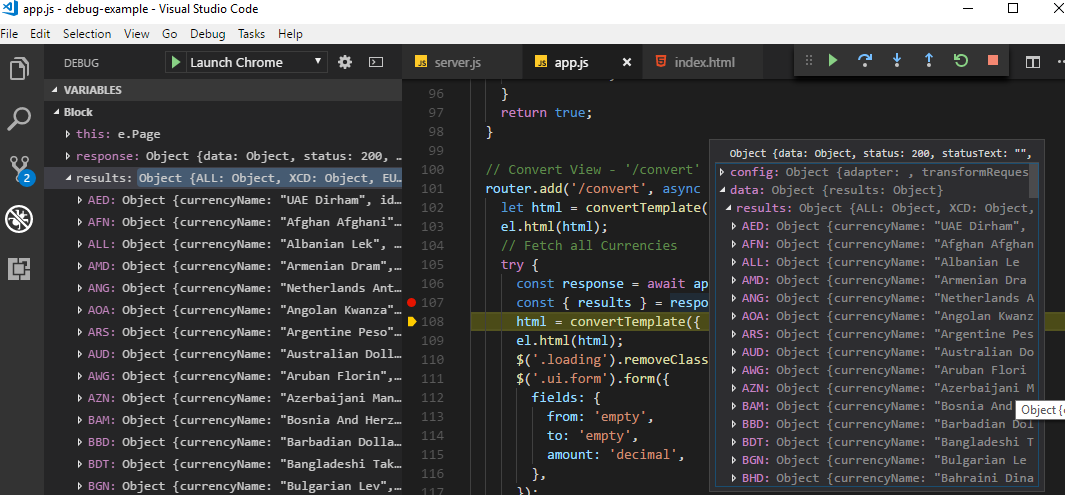 app.js - debug-example - Visual Studio Code
File Edit Selection View Go Debug Tasks Help
DEBUG
Launch Chrome
VARIABLES
Block
this: e.Page
response: Object {data: Object, status: 200, …
results: Object {ALL: Object, XCD: Object, EU…
AED: Object {currencyName: "UAE Dirham", id…
AFN: Object {currencyName: "Afghan Afghani"…
ALL: Object {currencyName: "Albanian Lek", …
AMD: Object {currencyName: "Armenian Dram",…
ANG: Object {currencyName: "Netherlands Ant…
AOA: Object {currencyName: "Angolan Kwanza"…
ARS: Object {currencyName: "Argentine Peso"…
AUD: Object {currencyName: "Australian Doll…
AWG: Object {currencyName: "Aruban Florin",…
AZN: Object {currencyName: "Azerbaijani Man…
BAM: Object {currencyName: "Bosnia And Herz…
BBD: Object {currencyName: "Barbadian Dolla…
BDT: Object {currencyName: "Bangladeshi Tak…
BGN: Object {currencyName: "Bulgarian Lev",…
2
JS server.js
JS app.js
index.html
96 }
97 return true;
98 }
99
100 // Convert View - '/convert'
101 router.add('/convert', async
102 let html = convertTemplate(
103 el.html(html);
104 // Fetch all Currencies
105 try {
106 const response = await ap
107 const { results } = respo
108 html = convertTemplate({
109 el.html(html);
110 $('.loading').removeClass
111 $('.ui.form').form({
112 fields: {
113 from: 'empty',
114 to: 'empty',
115 amount: 'decimal',
116 },
117 });
Object {data: Object, status: 200, statusText: "",
config: Object {adapter: , transformReques
data: Object {results: Object}
results: Object {ALL: Object, XCD: Object,
AED: Object {currencyName: "UAE Dirham",
AFN: Object {currencyName: "Afghan Afghan
ALL: Object {currencyName: "Albanian Le
AMD: Object {currencyName: "Armenian Dra
ANG: Object {currencyName: "Netherlands A
AOA: Object {currencyName: "Angolan Kwanz
ARS: Object {currencyName: "Argentine Pes
AUD: Object {currencyName: "Australian Do
AWG: Object {currencyName: "Aruban Flori
AZN: Object {currencyName: "Azerbaijani M
BAM: Object {currencyName: "Bosnia And
BBD: Object {currencyName: "Barbadian Dol
BDT: Object {currencyName: "Bangladeshi T
BGN: Object {currencyName: "Bulgarian Le
BHD: Object {currencyName: "Bahraini Dina
Object {c